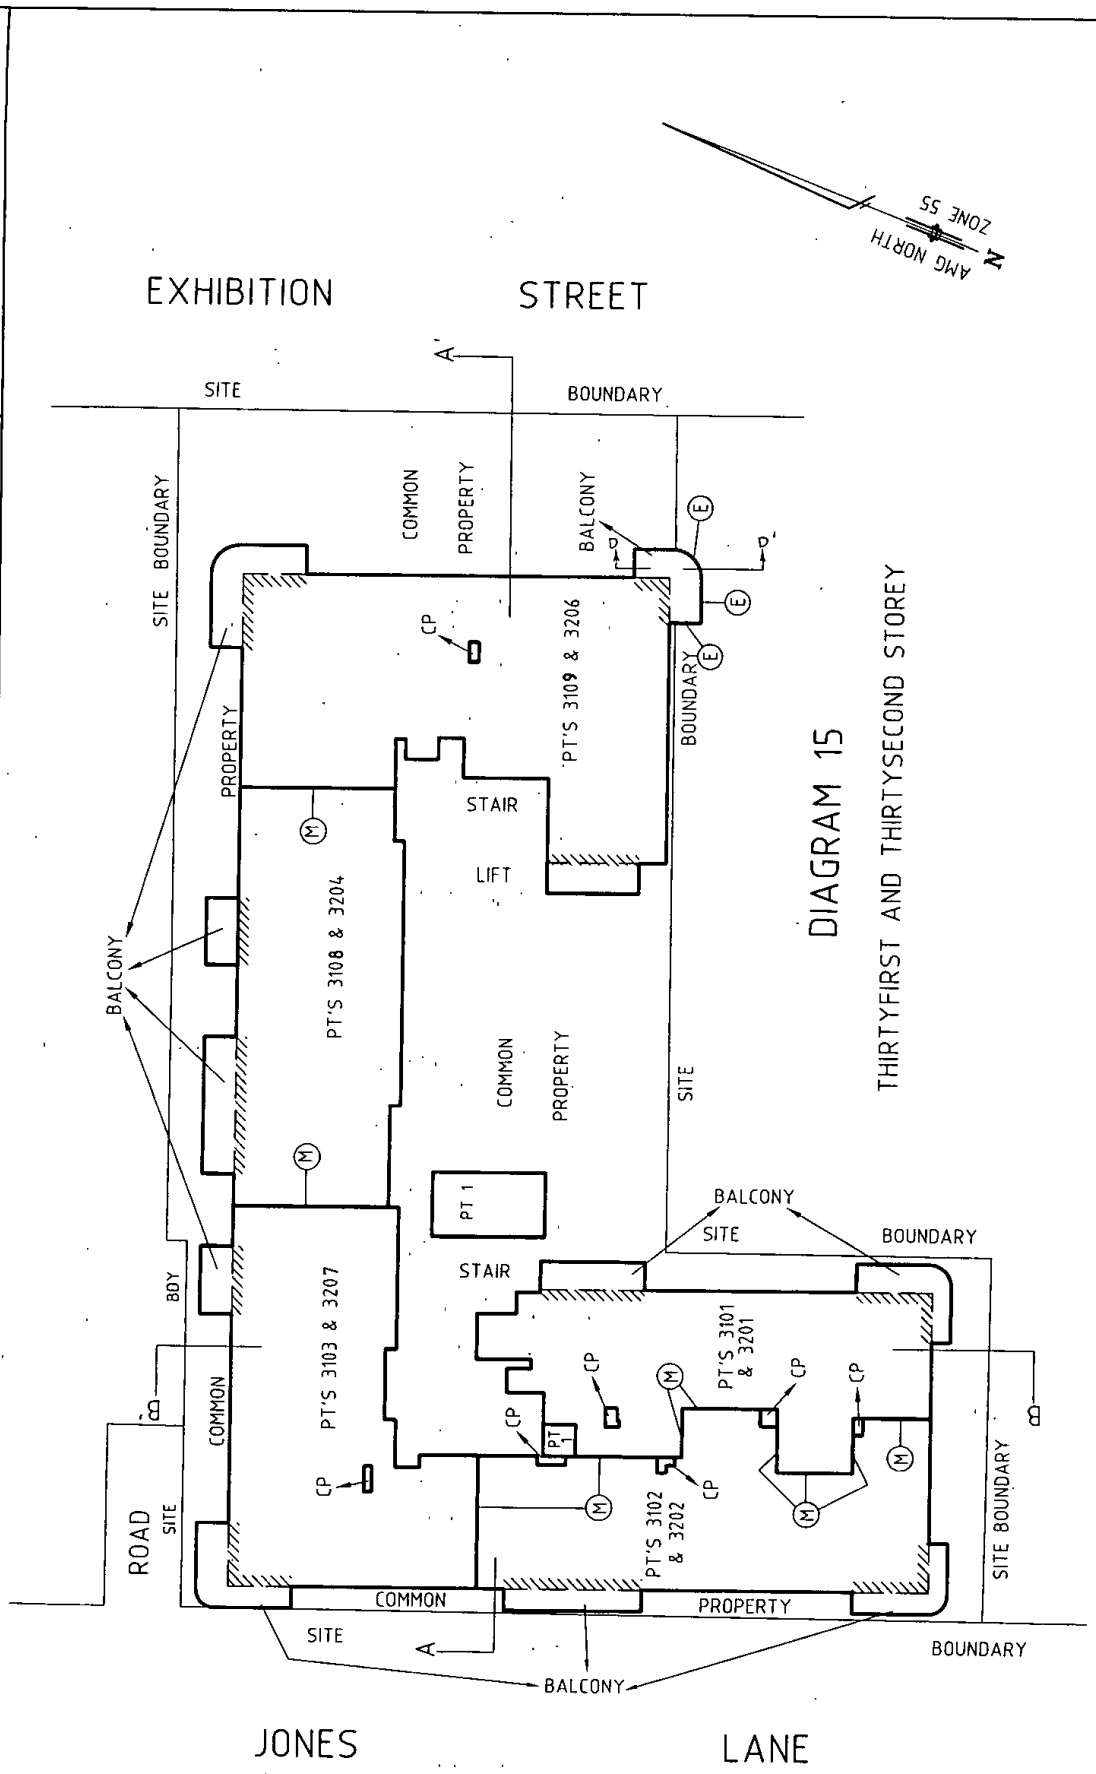 AMG NORTH
ZONE 55
N
EXHIBITION STREET
A'
SITE BOUNDARY
SITE BOUNDARY
COMMON
PROPERTY
BALCONY
D' D'
E
E
E
CP
PT'S 3109 & 3206
BOUNDARY
PROPERTY
M
STAIR
LIFT
PT'S 3108 & 3204
BALCONY
DIAGRAM 15
THIRTYFIRST AND THIRTYSECOND STOREY
COMMON
PROPERTY
SITE
M
PT 1
BALCONY
SITE BOUNDARY
STAIR
BDY
PT'S 3103 & 3207
PT'S 3101
& 3201
CP
M
CP
CP
B'
B
COMMON
CP
PT
1
M
CP
M
CP
M
PT'S 3102
& 3202
ROAD
SITE
SITE BOUNDARY
COMMON PROPERTY
SITE
A
BOUNDARY
BALCONY
JONES LANE